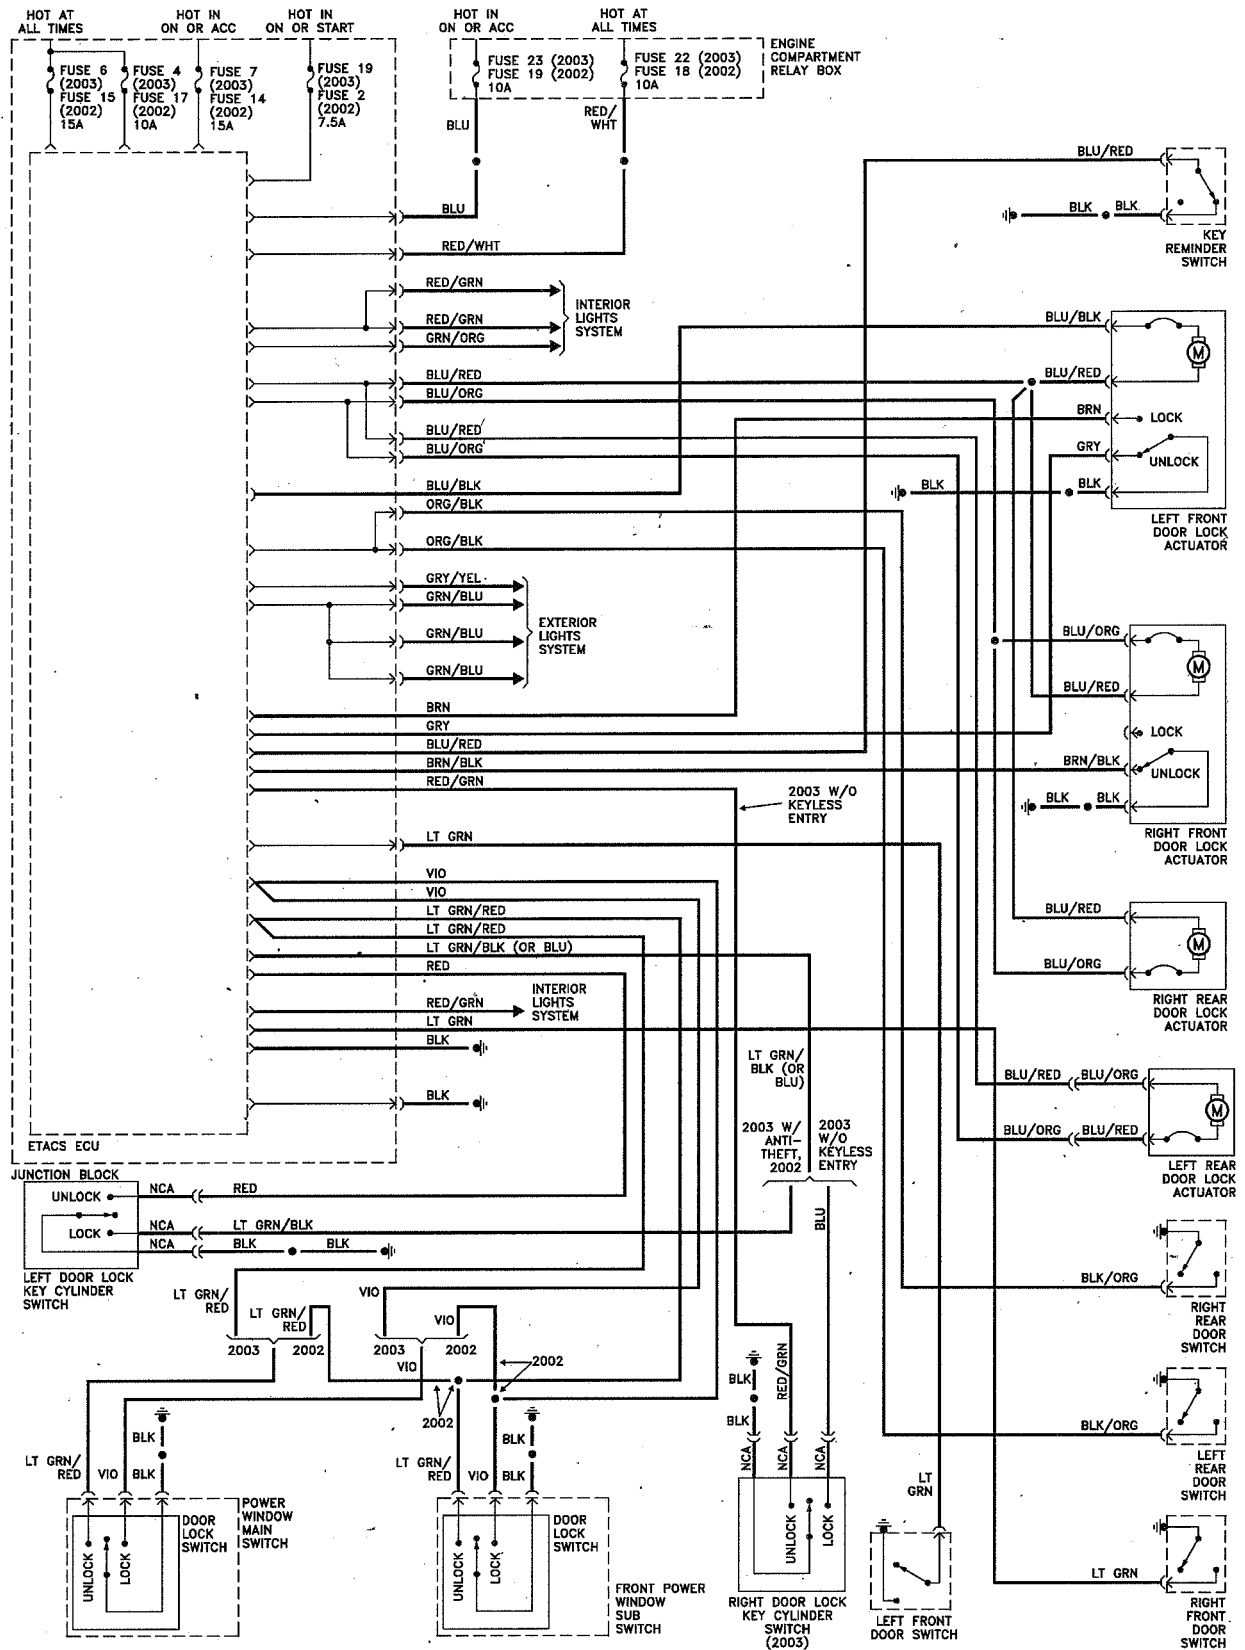 HOT AT
ALL TIMES
HOT IN
ON OR ACC
HOT IN
ON OR START
HOT IN
ON OR ACC
HOT AT
ALL TIMES
FUSE 6
(2003)
FUSE 15
(2002)
15A
FUSE 4
(2003)
FUSE 17
(2002)
10A
FUSE 7
(2003)
FUSE 14
(2002)
15A
FUSE 19
(2003)
FUSE 2
(2002)
7.5A
FUSE 23 (2003)
FUSE 19 (2002)
10A
FUSE 22 (2003)
FUSE 18 (2002)
10A
ENGINE
COMPARTMENT
RELAY BOX
BLU
RED/
WHT
BLU
RED/WHT
RED/GRN
RED/GRN
GRN/ORG
INTERIOR
LIGHTS
SYSTEM
BLU/RED
BLU/ORG
BLU/RED
BLU/ORG
BLU/BLK
ORG/BLK
ORG/BLK
GRY/YEL
GRN/BLU
GRN/BLU
GRN/BLU
EXTERIOR
LIGHTS
SYSTEM
BRN
GRY
BLU/RED
BRN/BLK
RED/GRN
2003 W/O
KEYLESS
ENTRY
LT GRN
VIO
VIO
LT GRN/RED
LT GRN/RED
LT GRN/BLK (OR BLU)
RED
RED/GRN
INTERIOR
LIGHTS
SYSTEM
LT GRN
BLK
BLK
ETACS ECU
JUNCTION BLOCK
BLU/RED
BLK
BLK
KEY
REMINDER
SWITCH
BLU/BLK
BLU/RED
M
BRN
LOCK
GRY
UNLOCK
BLK
BLK
LEFT FRONT
DOOR LOCK
ACTUATOR
BLU/ORG
M
BLU/RED
LOCK
BRN/BLK
UNLOCK
BLK
BLK
RIGHT FRONT
DOOR LOCK
ACTUATOR
BLU/RED
M
BLU/ORG
RIGHT REAR
DOOR LOCK
ACTUATOR
BLU/RED
BLU/ORG
M
BLU/ORG
BLU/RED
LEFT REAR
DOOR LOCK
ACTUATOR
LT GRN/
BLK (OR
BLU)
2003 W/
ANTI-
THEFT,
2002
2003
W/O
KEYLESS
ENTRY
BLU
UNLOCK
LOCK
NCA
RED
NCA
LT GRN/BLK
NCA
BLK
BLK
LEFT DOOR LOCK
KEY CYLINDER
SWITCH
LT GRN/
RED
LT GRN/
RED
2003
2002
VIO
VIO
2003
2002
VIO
2002
2002
BLK/ORG
RIGHT
REAR
DOOR
SWITCH
BLK/ORG
LEFT
REAR
DOOR
SWITCH
LT GRN
RIGHT
FRONT
DOOR
SWITCH
LT GRN/
RED
VIO
BLK
BLK
POWER
WINDOW
MAIN
SWITCH
DOOR
LOCK
SWITCH
UNLOCK
LOCK
LT GRN/
RED
VIO
BLK
BLK
DOOR
LOCK
SWITCH
UNLOCK
LOCK
FRONT POWER
WINDOW
SUB
SWITCH
BLK
BLK
RED/GRN
NCA
NCA
NCA
UNLOCK
LOCK
RIGHT DOOR LOCK
KEY CYLINDER
SWITCH
(2003)
LT
GRN
LEFT FRONT
DOOR SWITCH